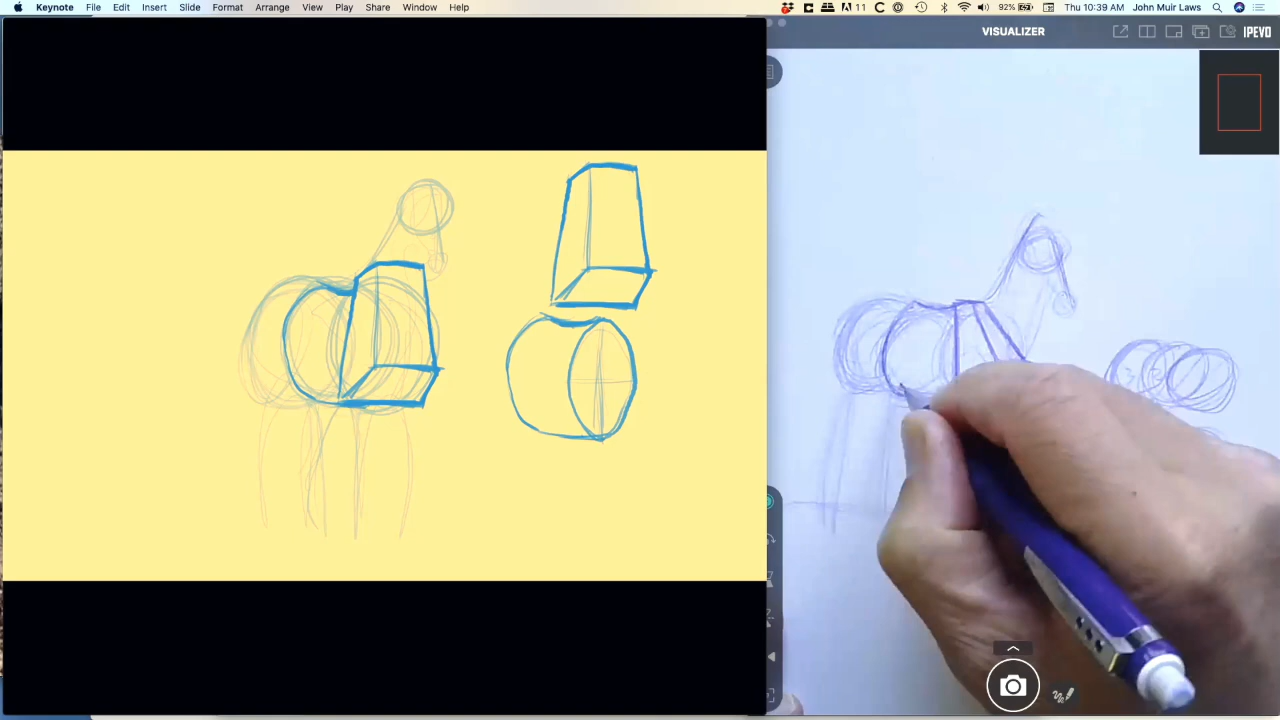 Keynote File Edit Insert Slide Format Arrange View Play Share Window Help 11 92% Thu 10:39 AM John Muir Laws
VISUALIZER
IPEVO